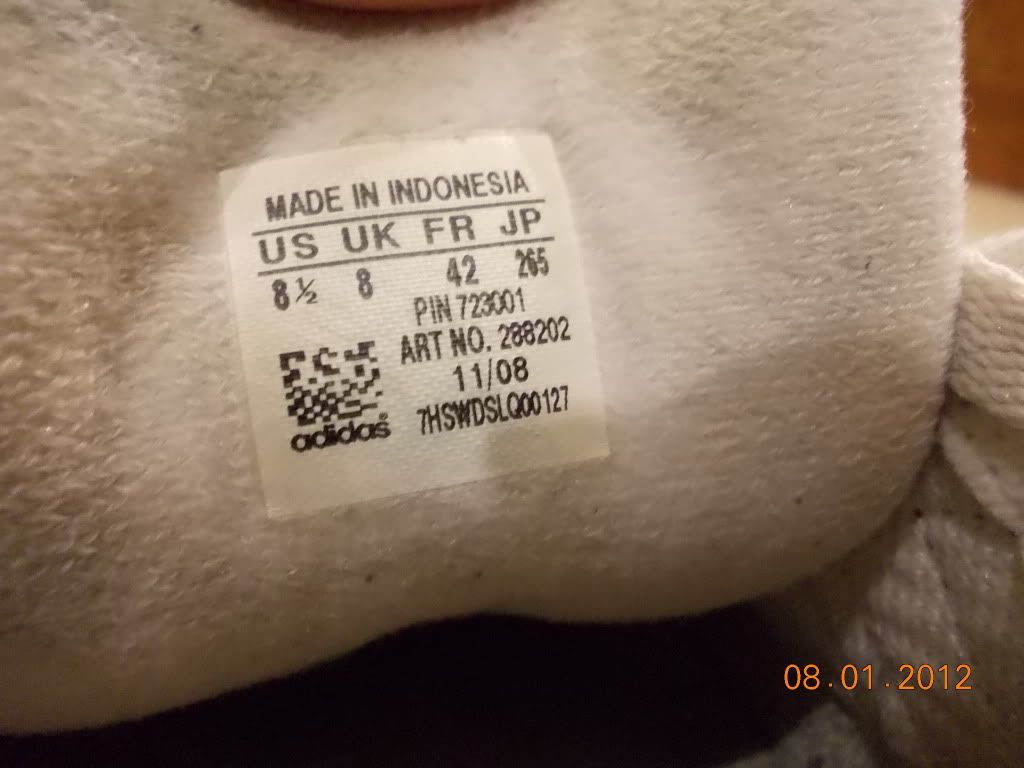 MADE IN INDONESIA
US UK FR JP
8½ 8 42 265
PIN 723001
ART NO. 288202
11/08
7HSWDSLQ00127
adidas®
08.01.2012